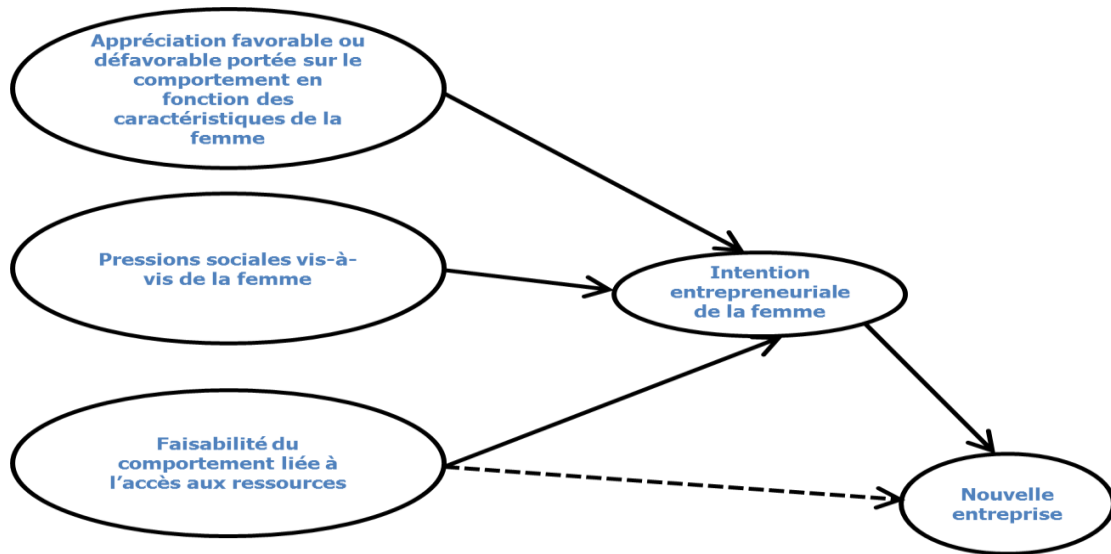 Appréciation favorable ou
défavorable portée sur le
comportement en
fonction des
caractéristiques de la
femme
Pressions sociales vis-à-
vis de la femme
Intention
entrepreneuriale
de la femme
Faisabilité du
comportement liée à
l'accès aux ressources
Nouvelle
entreprise